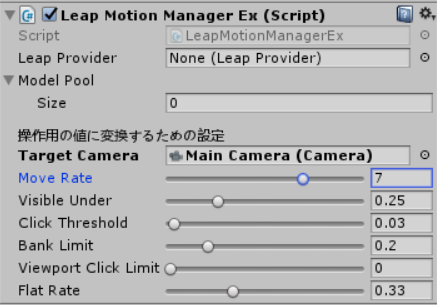 Leap Motion Manager Ex (Script)
Script LeapMotionManagerEx
Leap Provider None (Leap Provider)
Model Pool
Size 0
操作用の値に変換するための設定
Target Camera Main Camera (Camera)
Move Rate 7
Visible Under 0.25
Click Threshold 0.03
Bank Limit 0.2
Viewport Click Limit 0
Flat Rate 0.33